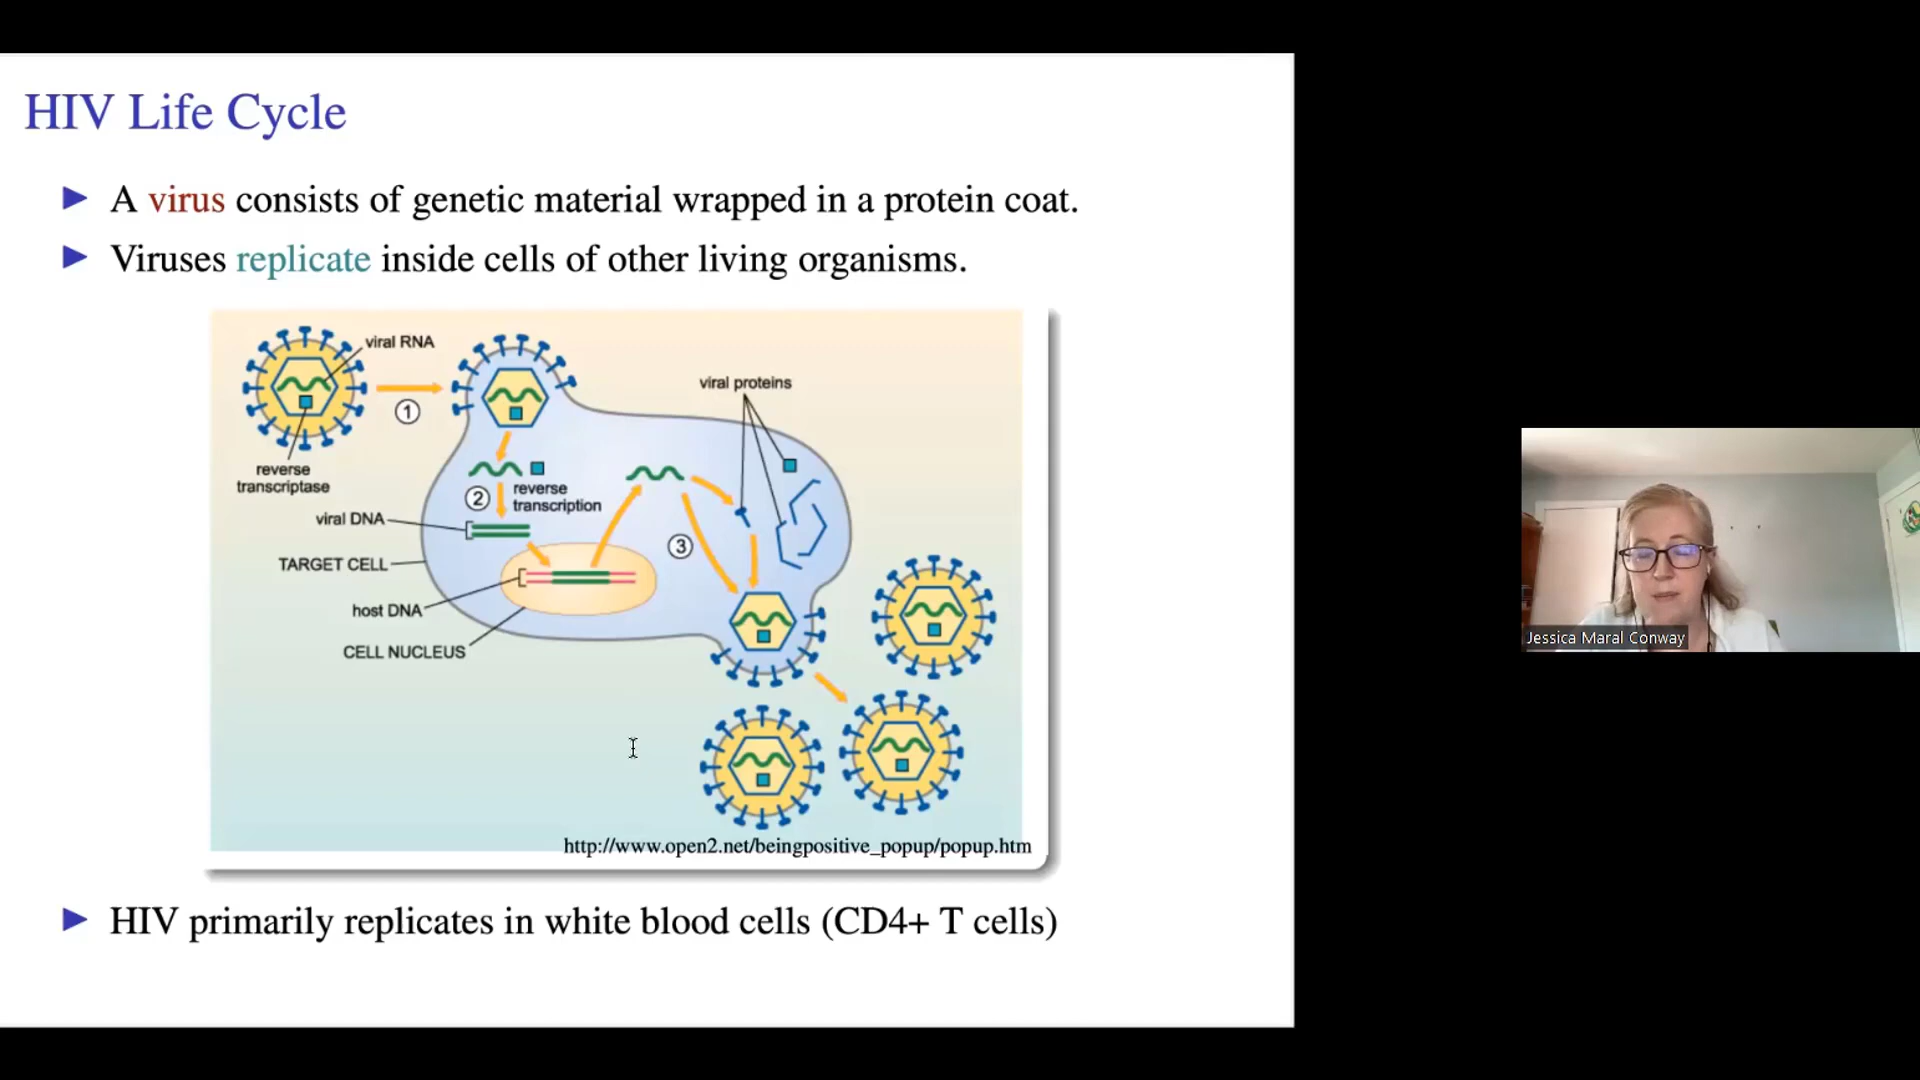 HIV Life Cycle
▶ A virus consists of genetic material wrapped in a protein coat.
▶ Viruses replicate inside cells of other living organisms.
viral RNA
1
reverse
transcriptase
viral proteins
2
reverse
transcription
viral DNA
TARGET CELL
3
host DNA
CELL NUCLEUS
http://www.open2.net/beingpositive_popup/popup.htm
▶ HIV primarily replicates in white blood cells (CD4+ T cells)
Jessica Maral Conway